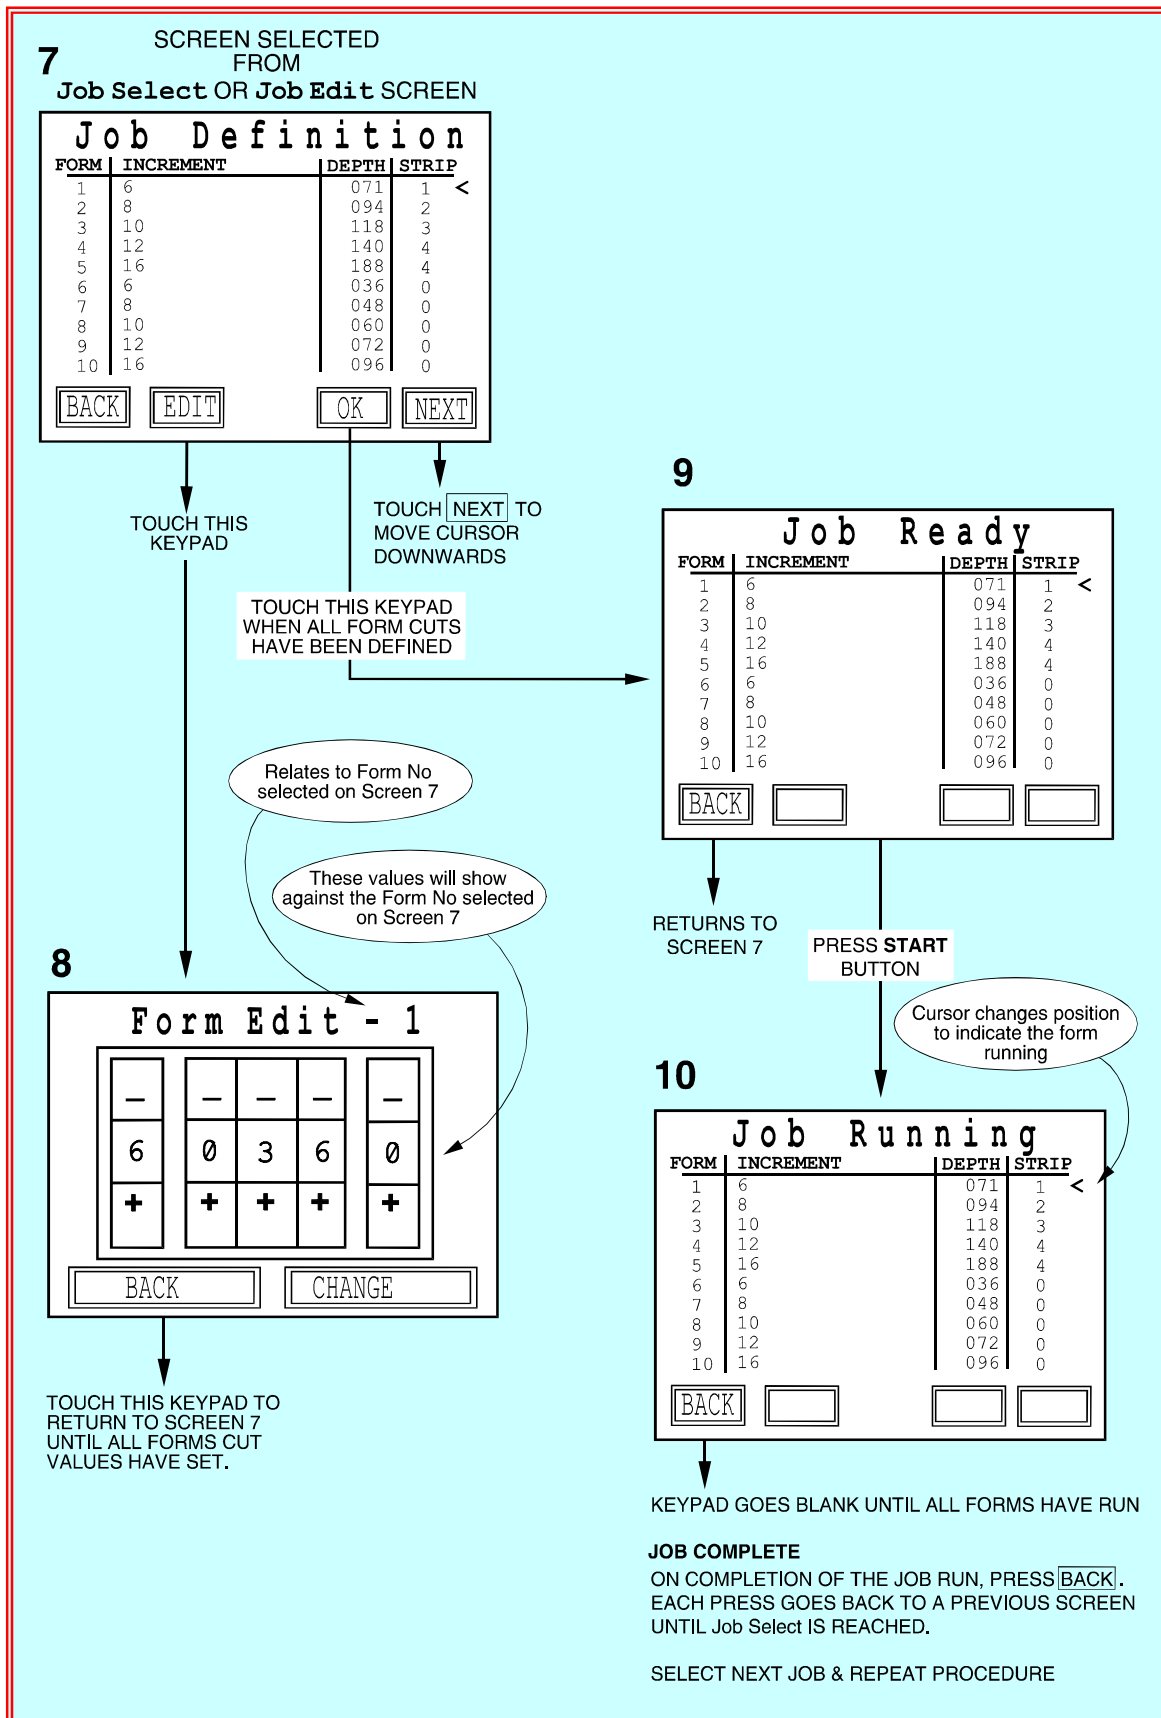 7
SCREEN SELECTED
FROM
Job Select OR Job Edit SCREEN
Job Definition
FORM INCREMENT DEPTH STRIP
1 6 071 1 <
2 8 094 2
3 10 118 3
4 12 140 4
5 16 188 4
6 6 036 0
7 8 048 0
8 10 060 0
9 12 072 0
10 16 096 0
BACK EDIT OK NEXT
TOUCH THIS
KEYPAD
TOUCH NEXT TO
MOVE CURSOR
DOWNWARDS
TOUCH THIS KEYPAD
WHEN ALL FORM CUTS
HAVE BEEN DEFINED
9
Job Ready
FORM INCREMENT DEPTH STRIP
1 6 071 1 <
2 8 094 2
3 10 118 3
4 12 140 4
5 16 188 4
6 6 036 0
7 8 048 0
8 10 060 0
9 12 072 0
10 16 096 0
BACK
RETURNS TO
SCREEN 7
PRESS START
BUTTON
Relates to Form No
selected on Screen 7
These values will show
against the Form No selected
on Screen 7
8
Form Edit - 1
– – – – –
6 0 3 6 0
+ + + + +
BACK CHANGE
TOUCH THIS KEYPAD TO
RETURN TO SCREEN 7
UNTIL ALL FORMS CUT
VALUES HAVE SET.
Cursor changes position
to indicate the form
running
10
Job Running
FORM INCREMENT DEPTH STRIP
1 6 071 1 <
2 8 094 2
3 10 118 3
4 12 140 4
5 16 188 4
6 6 036 0
7 8 048 0
8 10 060 0
9 12 072 0
10 16 096 0
BACK
KEYPAD GOES BLANK UNTIL ALL FORMS HAVE RUN
JOB COMPLETE
ON COMPLETION OF THE JOB RUN, PRESS BACK.
EACH PRESS GOES BACK TO A PREVIOUS SCREEN
UNTIL Job Select IS REACHED.
SELECT NEXT JOB & REPEAT PROCEDURE